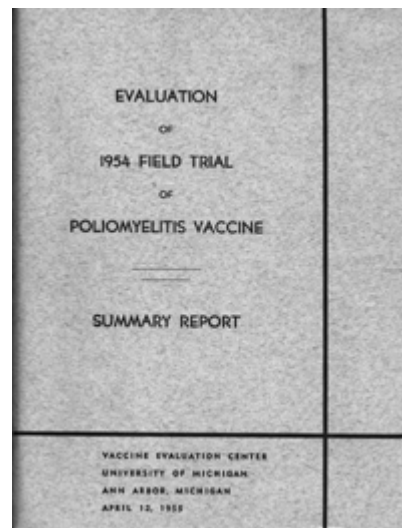 EVALUATION
OF
1954 FIELD TRIAL
OF
POLIOMYELITIS VACCINE
SUMMARY REPORT
VACCINE EVALUATION CENTER
UNIVERSITY OF MICHIGAN
ANN ARBOR, MICHIGAN
APRIL 12, 1955